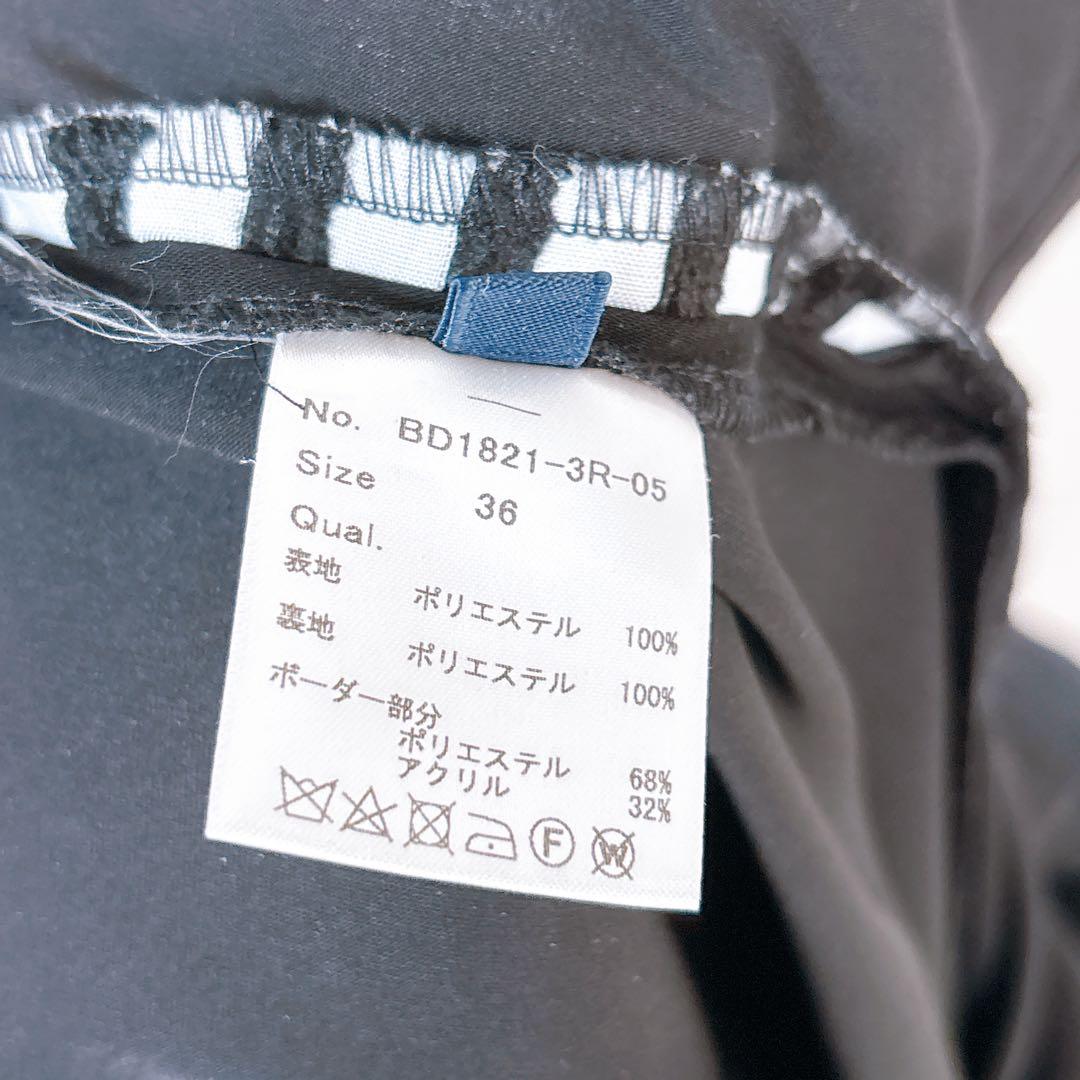 No. BD1821-3R-05
Size 36
Qual.
表地 ポリエステル 100%
裏地 ポリエステル 100%
ボーダー部分
ポリエステル 68%
アクリル 32%
F W